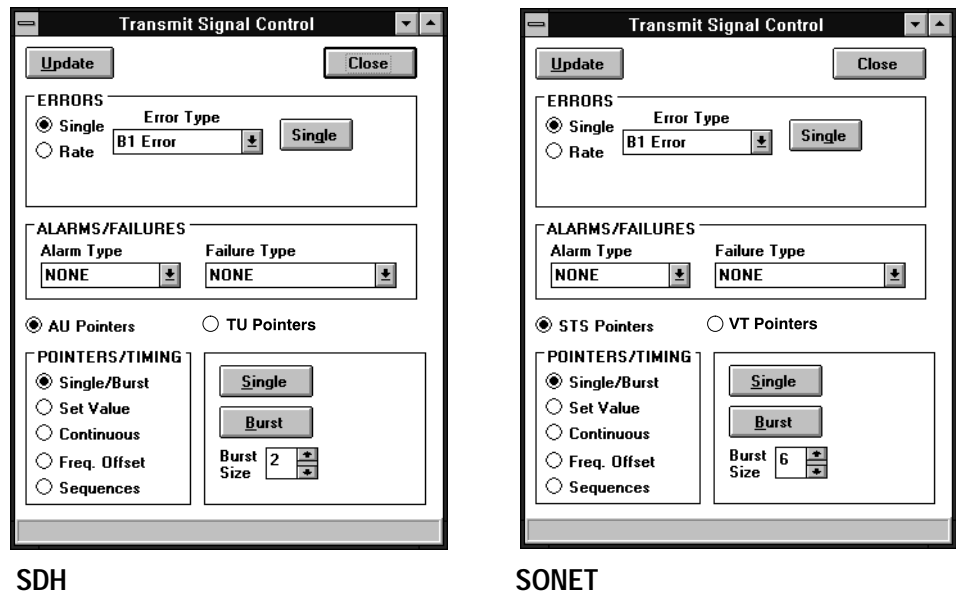 Transmit Signal Control
Update
Close
ERRORS
Single
Rate
Error Type
B1 Error
Single
ALARMS/FAILURES
Alarm Type
Failure Type
NONE
NONE
AU Pointers
TU Pointers
POINTERS/TIMING
Single/Burst
Set Value
Continuous
Freq. Offset
Sequences
Single
Burst
Burst
Size
2
SDH
Transmit Signal Control
Update
Close
ERRORS
Single
Rate
Error Type
B1 Error
Single
ALARMS/FAILURES
Alarm Type
Failure Type
NONE
NONE
STS Pointers
VT Pointers
POINTERS/TIMING
Single/Burst
Set Value
Continuous
Freq. Offset
Sequences
Single
Burst
Burst
Size
6
SONET